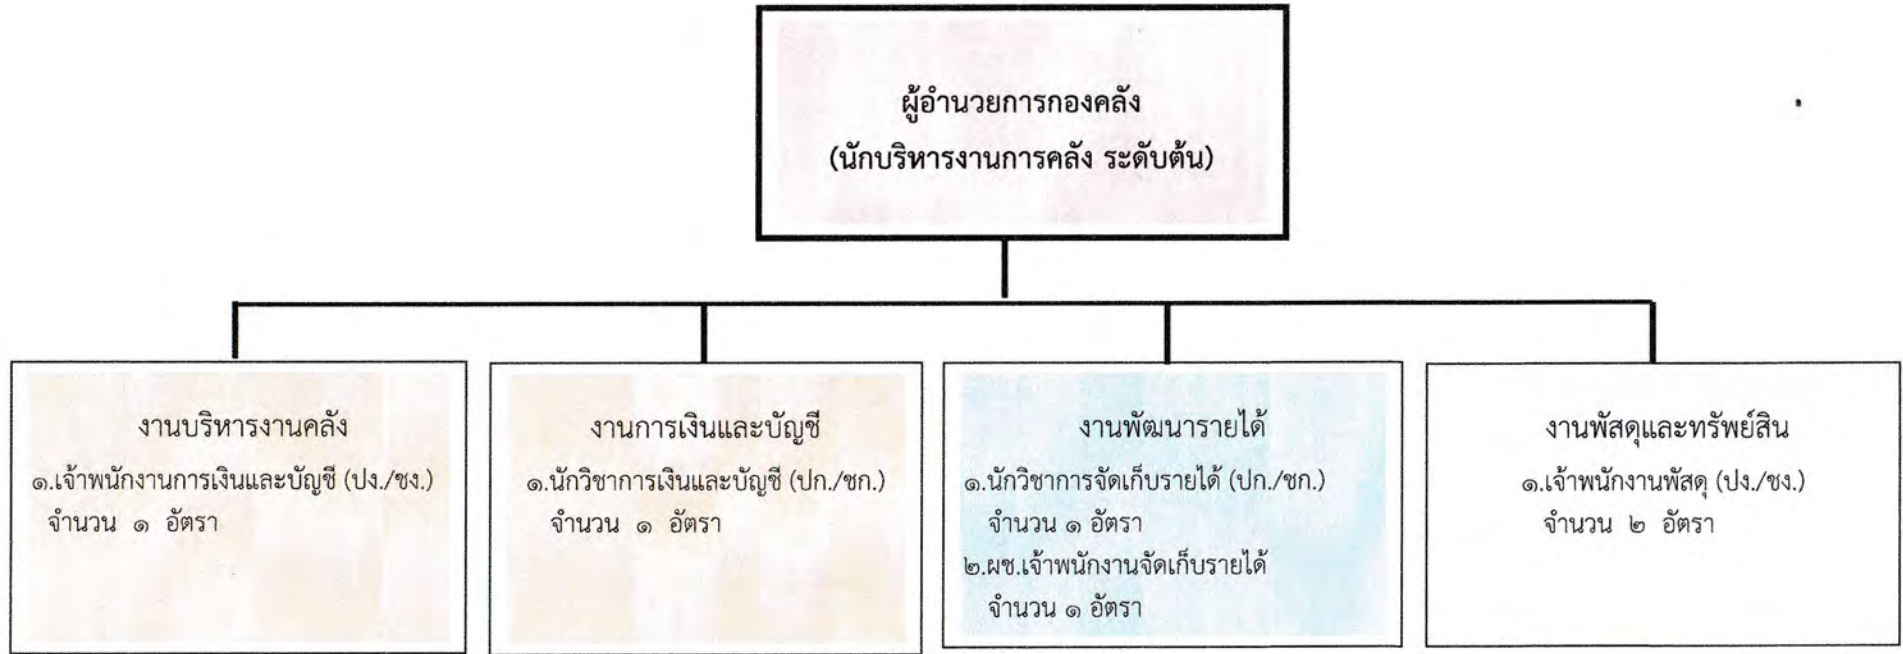 ผู้อำนวยการกองคลัง
(นักบริหารงานการคลัง ระดับต้น)
งานบริหารงานคลัง
๑.เจ้าพนักงานการเงินและบัญชี (ปง./ชง.)
จำนวน ๑ อัตรา
งานการเงินและบัญชี
๑.นักวิชาการเงินและบัญชี (ปก./ชก.)
จำนวน ๑ อัตรา
งานพัฒนารายได้
๑.นักวิชาการจัดเก็บรายได้ (ปก./ชก.)
จำนวน ๑ อัตรา
๒.ผช.เจ้าพนักงานจัดเก็บรายได้
จำนวน ๑ อัตรา
งานพัสดุและทรัพย์สิน
๑.เจ้าพนักงานพัสดุ (ปง./ชง.)
จำนวน ๒ อัตรา